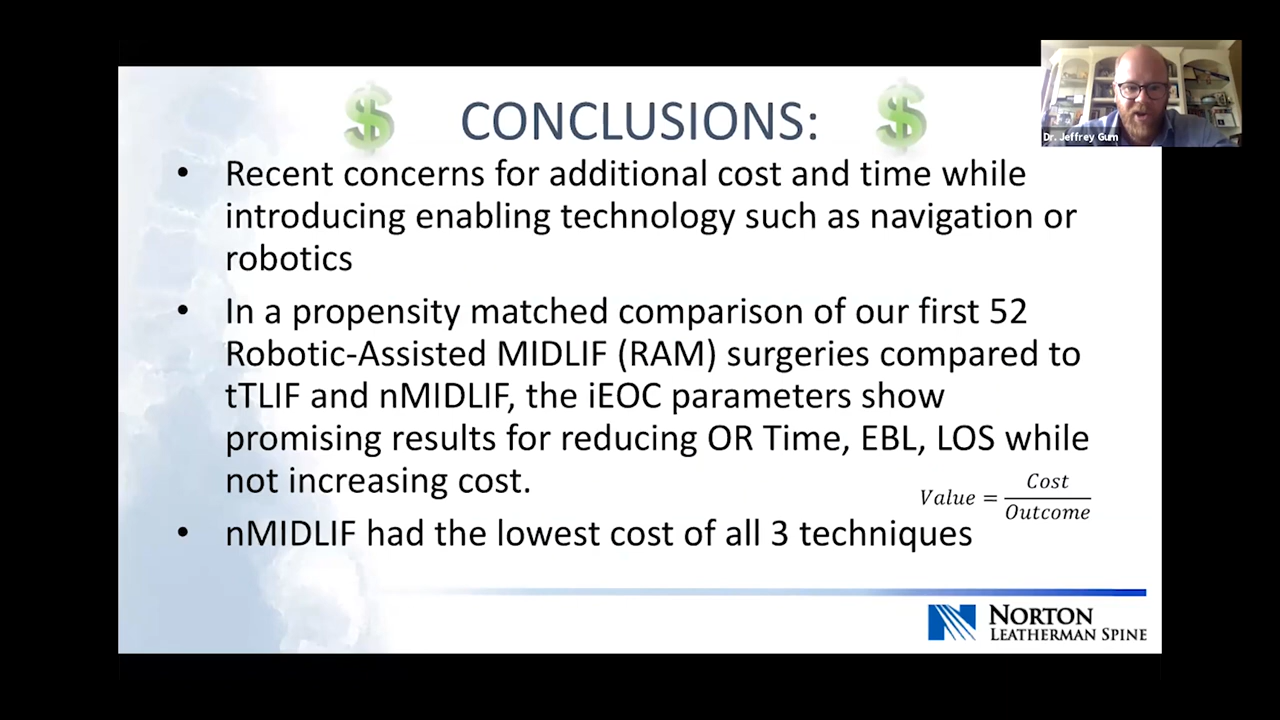 CONCLUSIONS:
Dr. Jeffrey Gum
• Recent concerns for additional cost and time while
introducing enabling technology such as navigation or
robotics
• In a propensity matched comparison of our first 52
Robotic-Assisted MIDLIF (RAM) surgeries compared to
tTLIF and nMIDLIF, the iEOC parameters show
promising results for reducing OR Time, EBL, LOS while
not increasing cost.
Value = Cost / Outcome
• nMIDLIF had the lowest cost of all 3 techniques
NORTON
LEATHERMAN SPINE